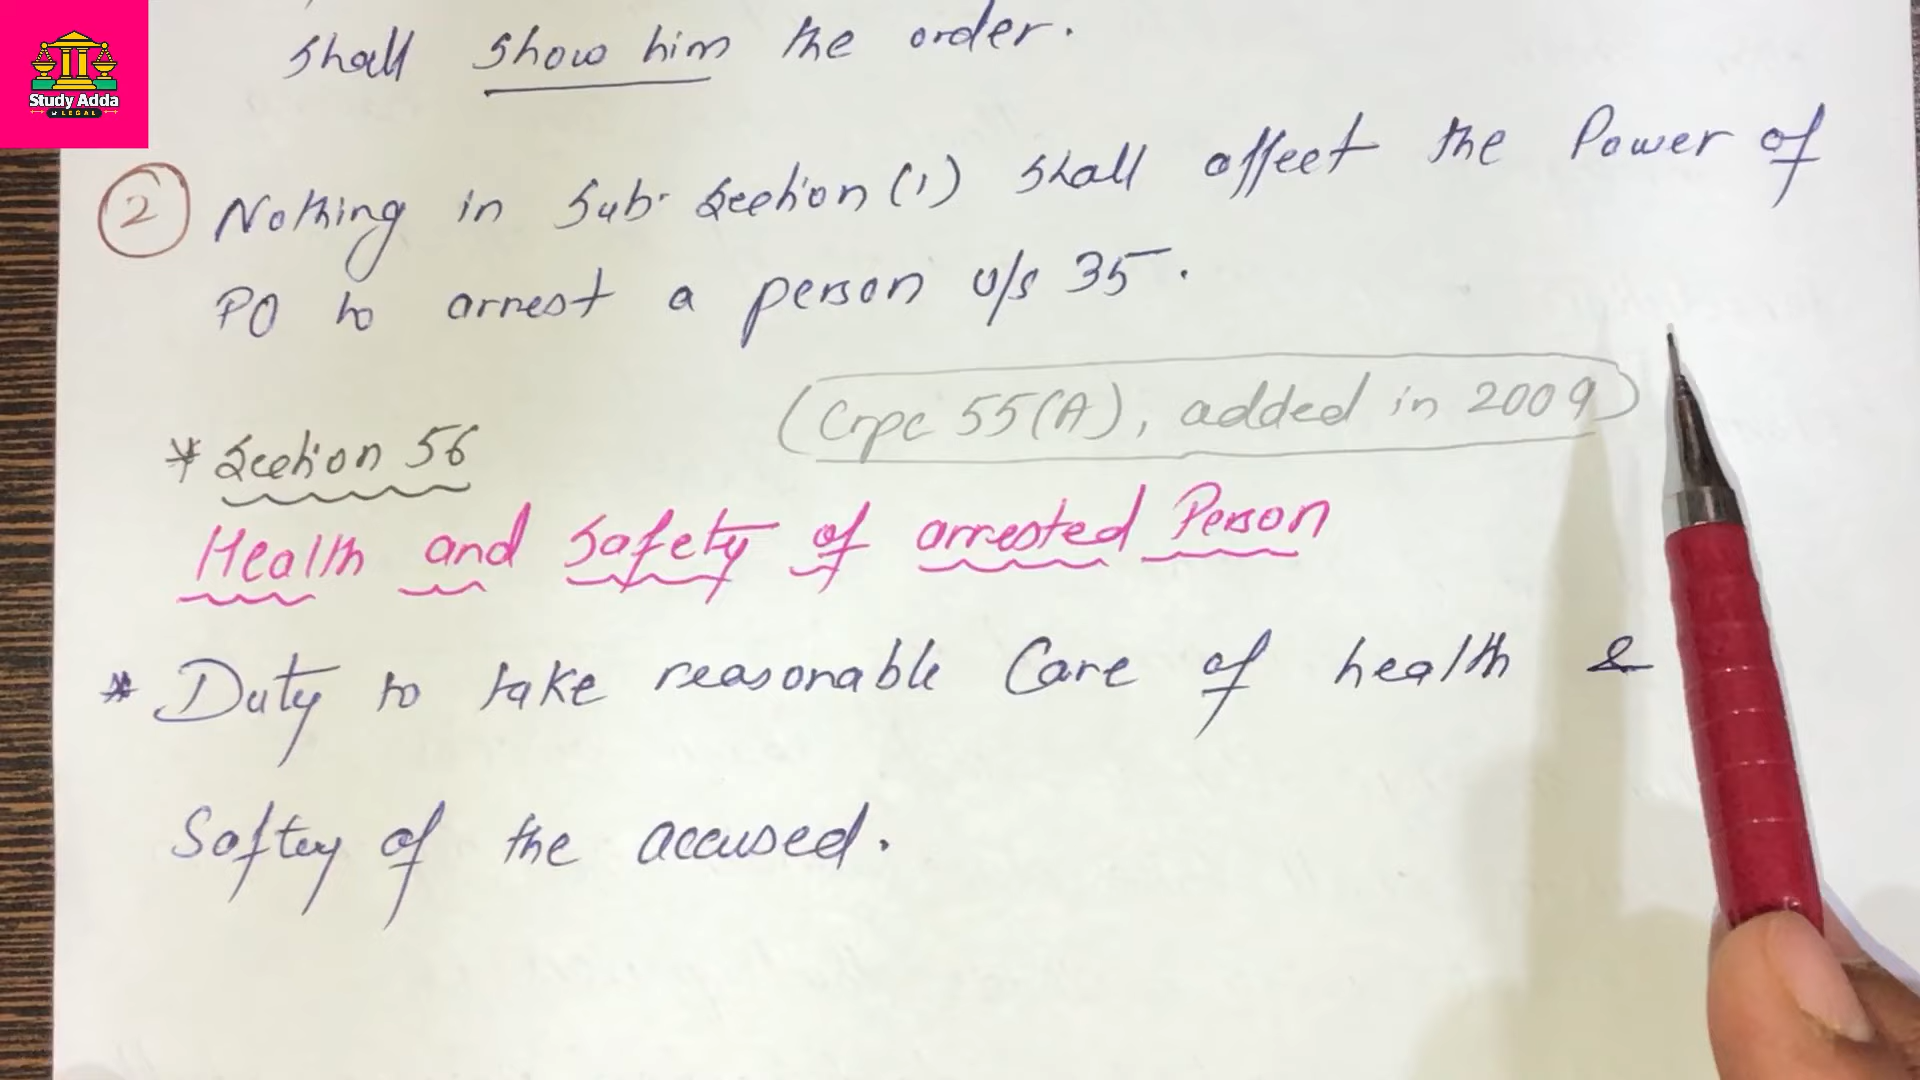 Study Adda
LEGAL
shall show him the order.
2 Nothing in Sub-Section (1) shall affect the Power of
PO to arrest a person u/s 35.
(Crpc 55(A), added in 2009)
* Section 56
Health and Safety of arrested Person
* Duty to take reasonable Care of health &
Saftey of the accused.